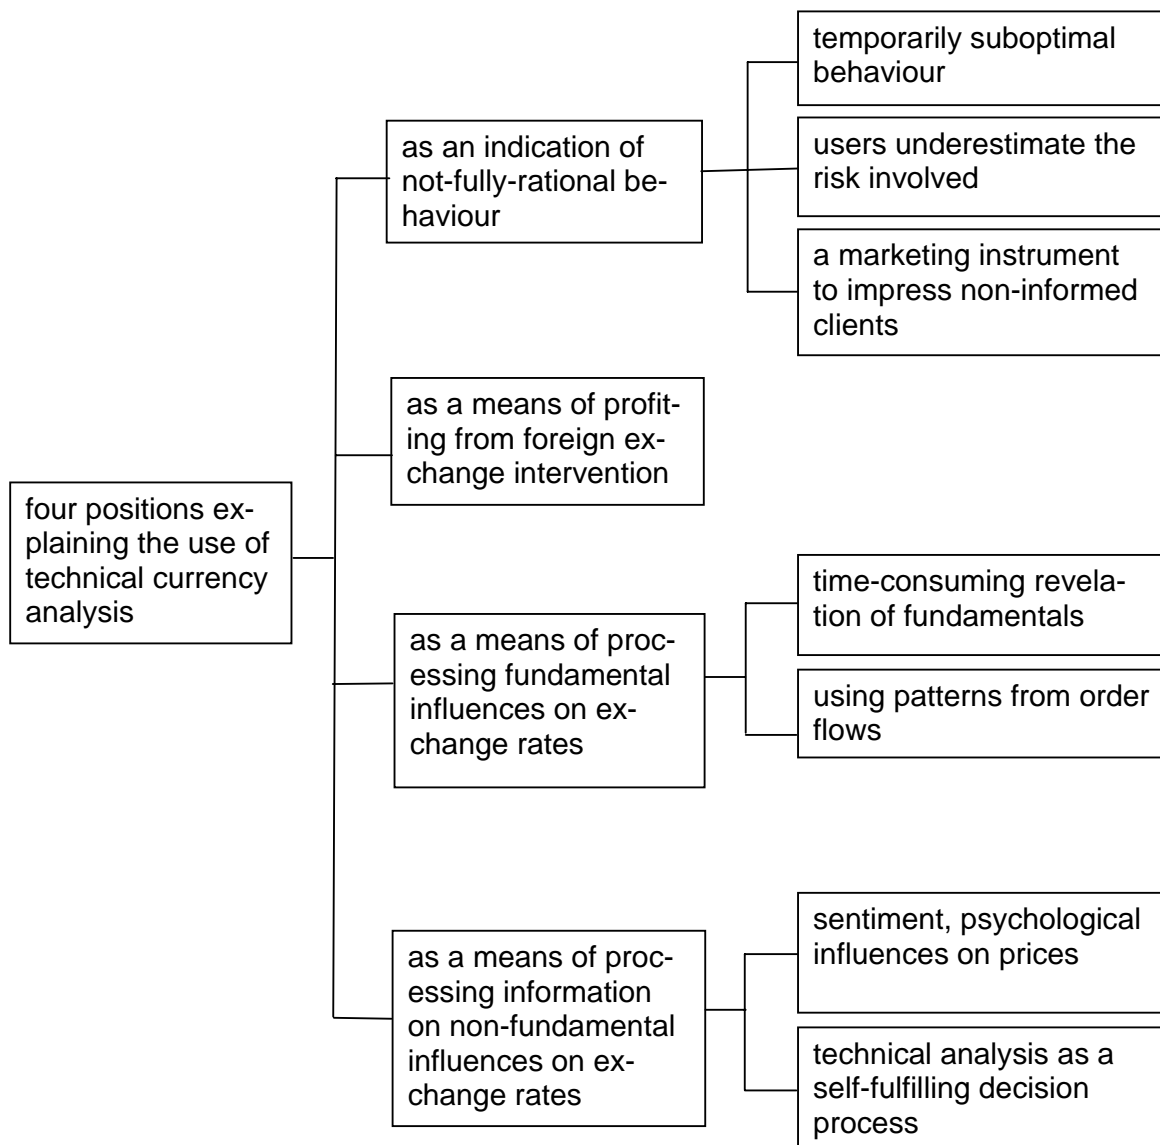 four positions ex-
plaining the use of
technical currency
analysis
as an indication of
not-fully-rational be-
haviour
temporarily suboptimal
behaviour
users underestimate the
risk involved
a marketing instrument
to impress non-informed
clients
as a means of profit-
ing from foreign ex-
change intervention
as a means of proc-
essing fundamental
influences on ex-
change rates
time-consuming revela-
tion of fundamentals
using patterns from order
flows
as a means of proc-
essing information
on non-fundamental
influences on ex-
change rates
sentiment, psychological
influences on prices
technical analysis as a
self-fulfilling decision
process